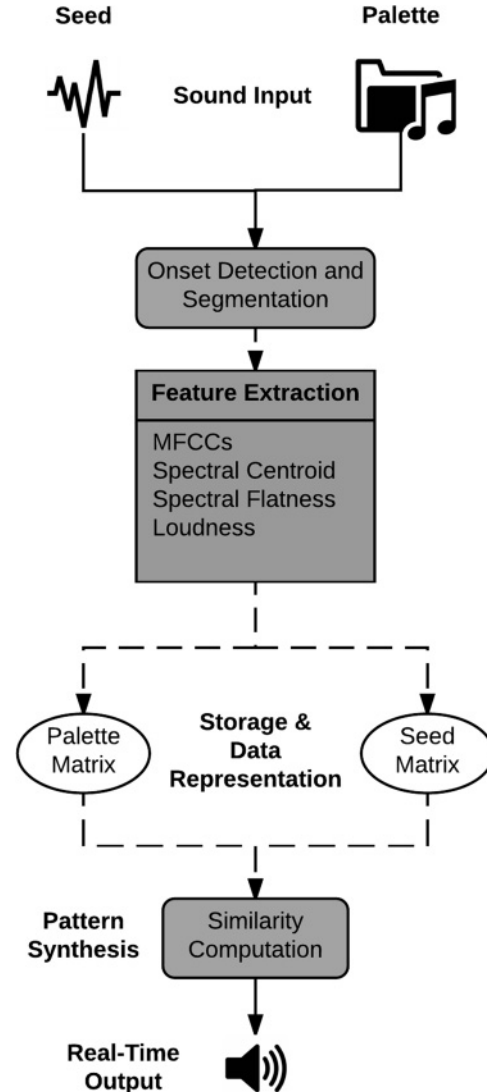 Seed
Palette
Sound Input
Onset Detection and
Segmentation
Feature Extraction
MFCCs
Spectral Centroid
Spectral Flatness
Loudness
Palette
Matrix
Storage &
Data
Representation
Seed
Matrix
Pattern
Synthesis
Similarity
Computation
Real-Time
Output